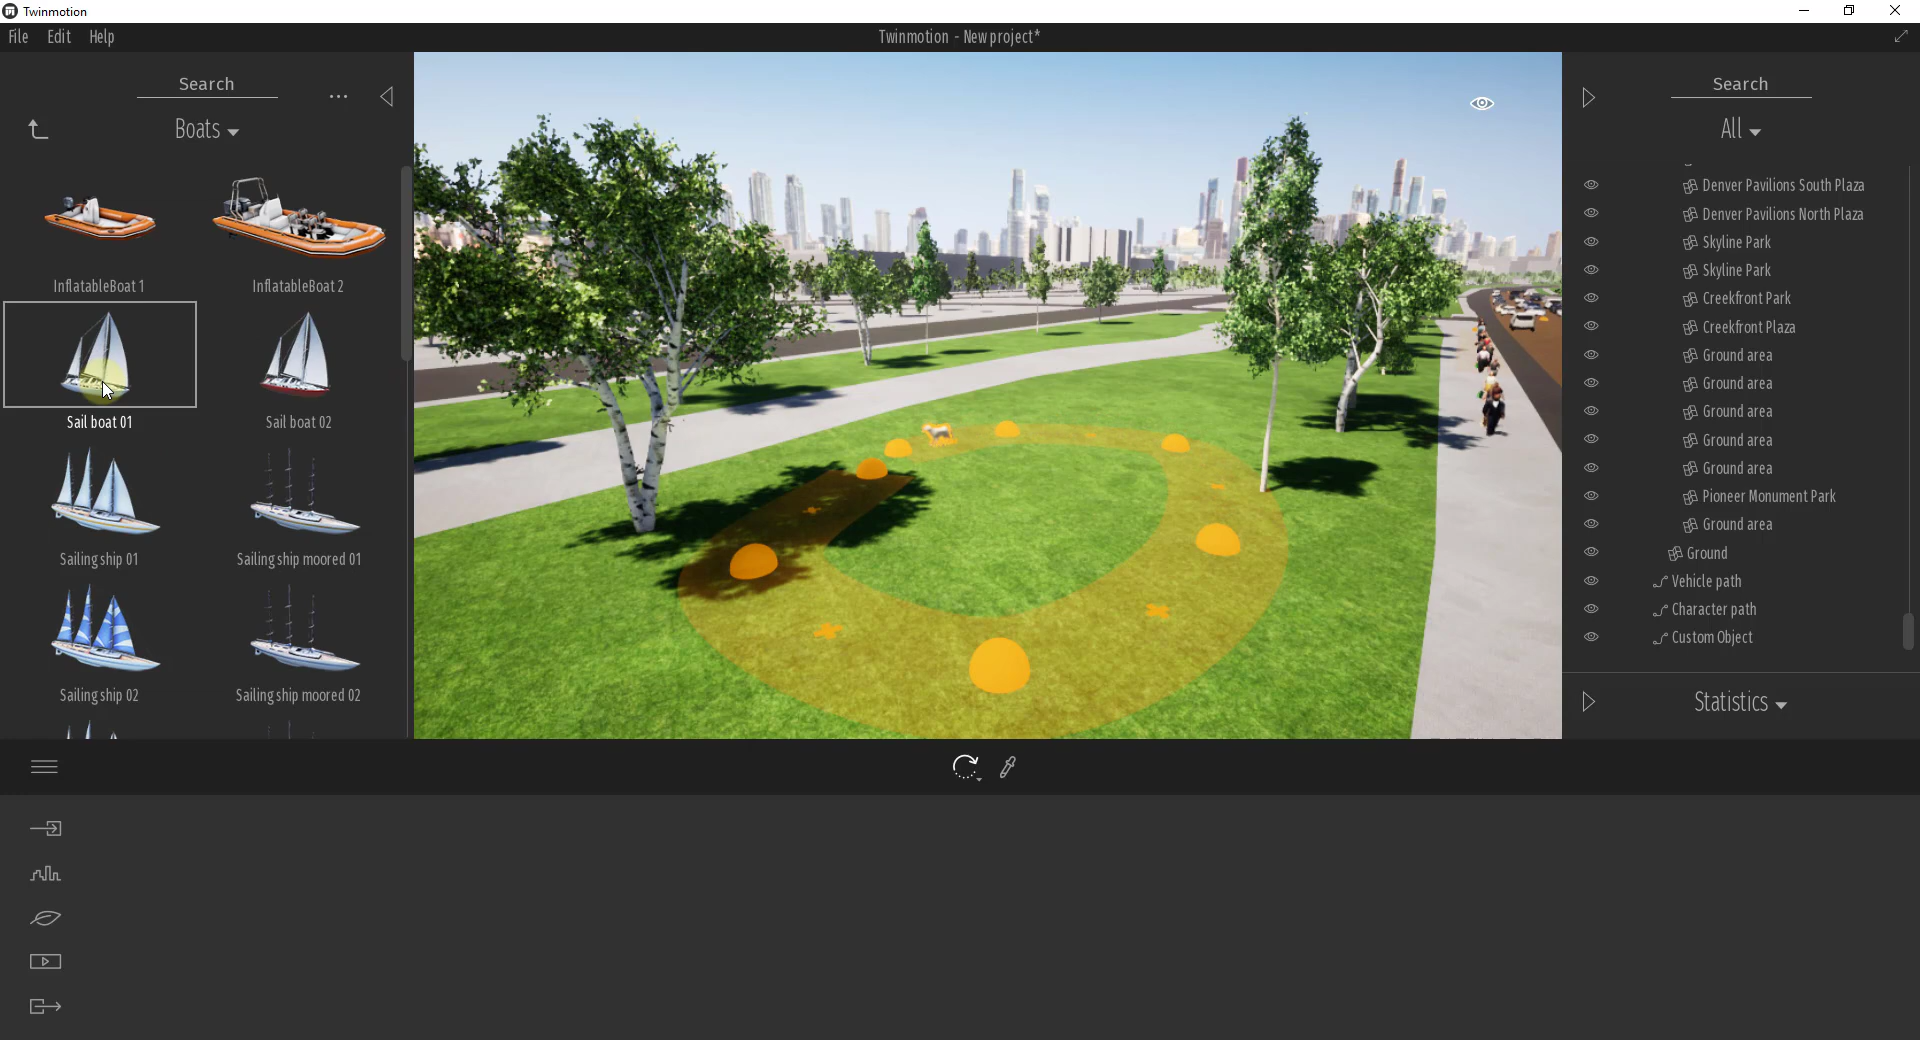 Twinmotion
File Edit Help
Twinmotion - New project*
Search
Boats
InflatableBoat 1
InflatableBoat 2
Sail boat 01
Sail boat 02
Sailing ship 01
Sailing ship moored 01
Sailing ship 02
Sailing ship moored 02
Search
All
Denver Pavilions South Plaza
Denver Pavilions North Plaza
Skyline Park
Skyline Park
Creekfront Park
Creekfront Plaza
Ground area
Ground area
Ground area
Ground area
Ground area
Pioneer Monument Park
Ground area
Ground
Vehicle path
Character path
Custom Object
Statistics